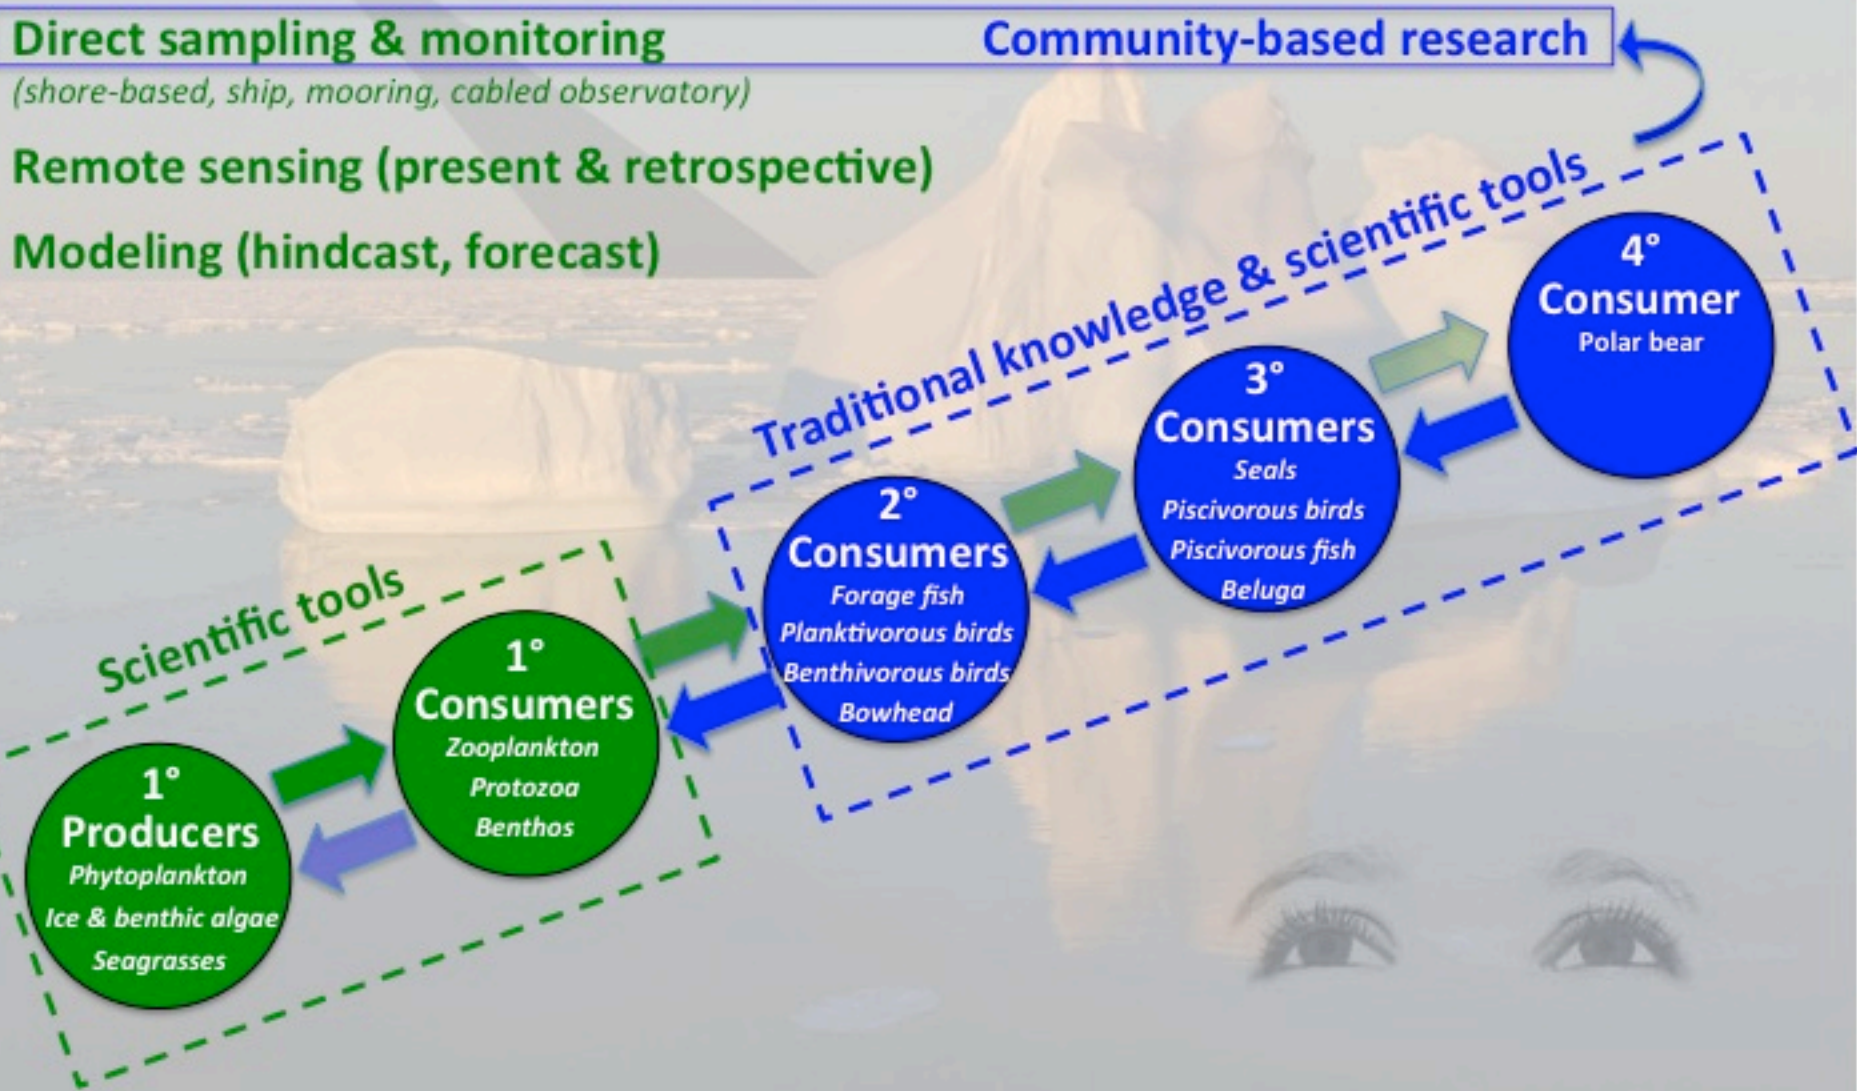 Direct sampling & monitoring
Community-based research
(shore-based, ship, mooring, cabled observatory)
Remote sensing (present & retrospective)
Modeling (hindcast, forecast)
Scientific tools
Traditional knowledge & scientific tools
1°
Producers
Phytoplankton
Ice & benthic algae
Seagrasses
1°
Consumers
Zooplankton
Protozoa
Benthos
2°
Consumers
Forage fish
Planktivorous birds
Benthivorous birds
Bowhead
3°
Consumers
Seals
Piscivorous birds
Piscivorous fish
Beluga
4°
Consumer
Polar bear